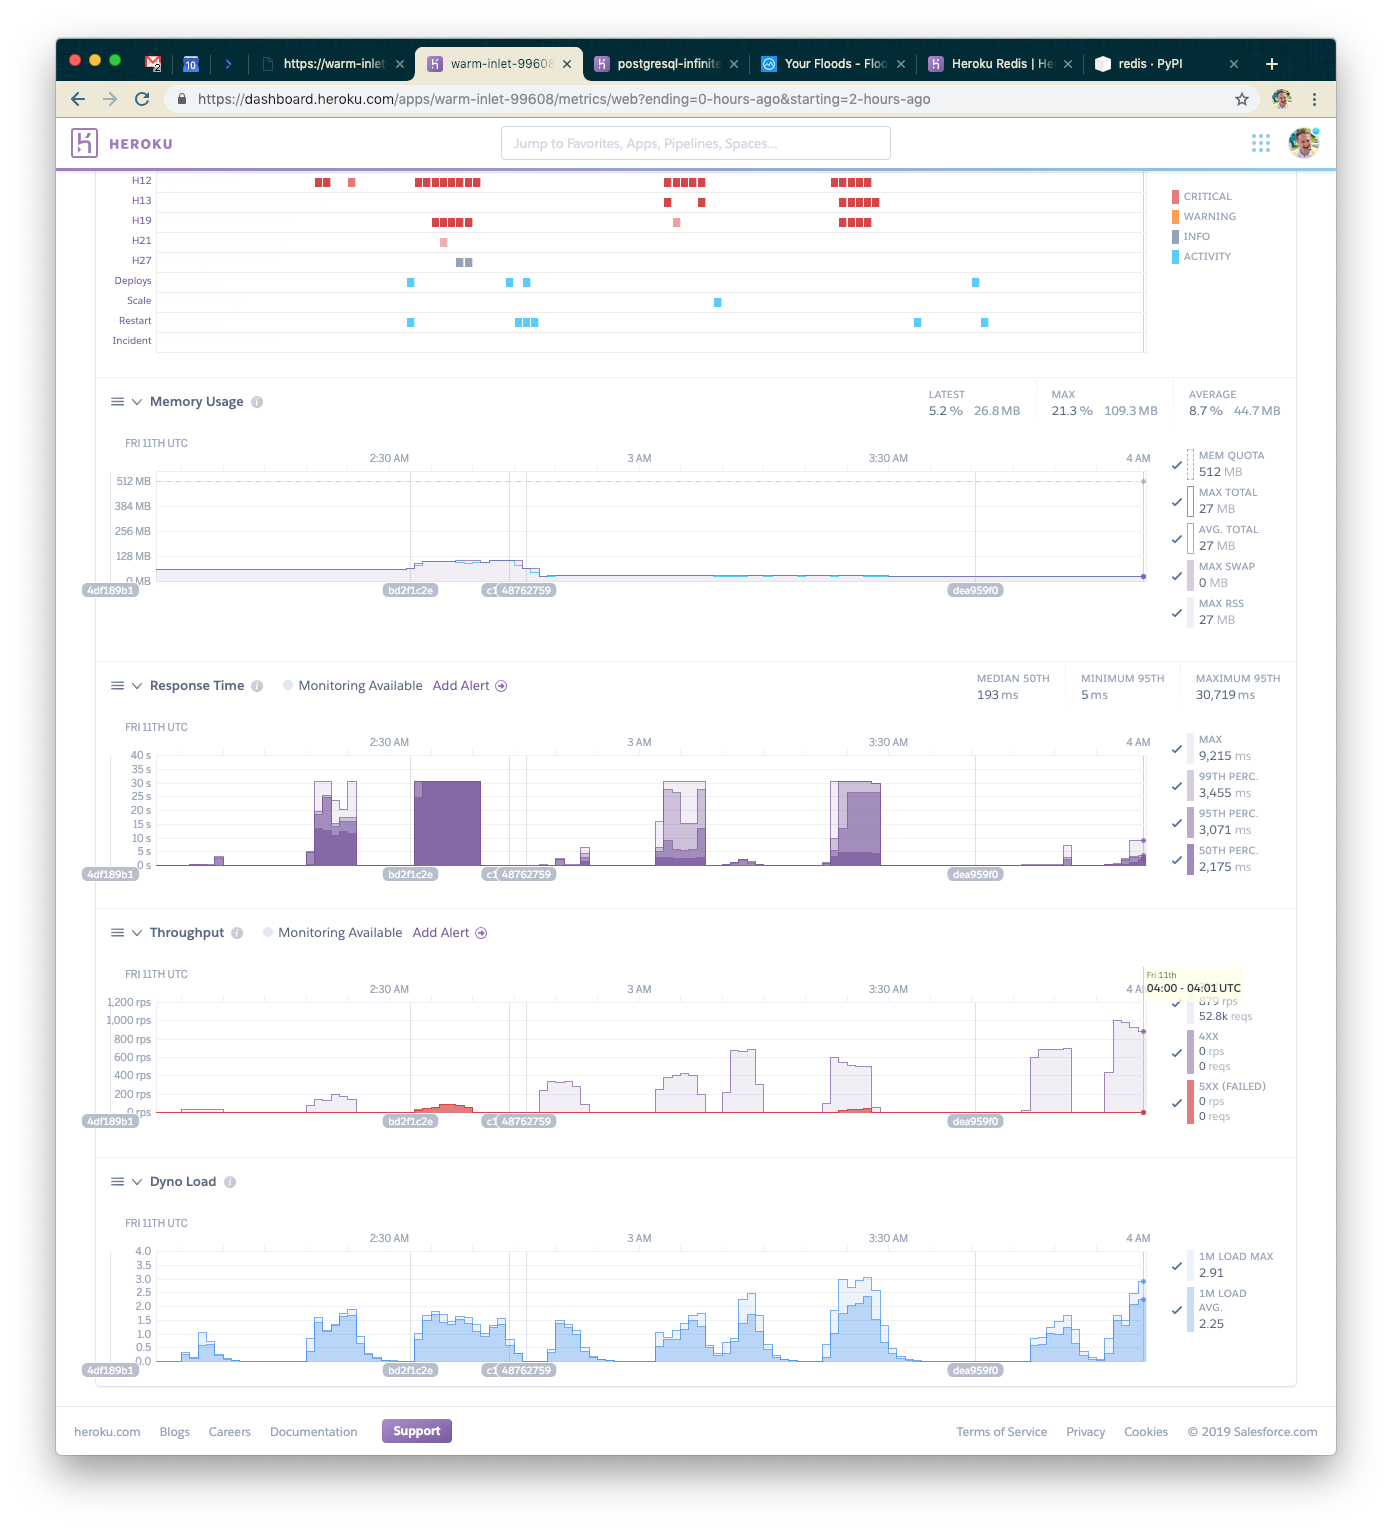 2
10
https://warm-inlet
warm-inlet-99608
postgresql-infinite
Your Floods - Floo
Heroku Redis | He
redis · PyPI
https://dashboard.heroku.com/apps/warm-inlet-99608/metrics/web?ending=0-hours-ago&starting=2-hours-ago
HEROKU
Jump to Favorites, Apps, Pipelines, Spaces...
H12
H13
H19
H21
H27
Deploys
Scale
Restart
Incident
CRITICAL
WARNING
INFO
ACTIVITY
Memory Usage
LATEST
5.2 % 26.8 MB
MAX
21.3 % 109.3 MB
AVERAGE
8.7 % 44.7 MB
FRI 11TH UTC
2:30 AM 3 AM 3:30 AM 4 AM
512 MB
384 MB
256 MB
128 MB
0 MB
4df189b1 bd2f1c2e c1 48762759 dea959f0
MEM QUOTA
512 MB
MAX TOTAL
27 MB
AVG. TOTAL
27 MB
MAX SWAP
0 MB
MAX RSS
27 MB
Response Time
Monitoring Available Add Alert
MEDIAN 50TH
193 ms
MINIMUM 95TH
5 ms
MAXIMUM 95TH
30,719 ms
FRI 11TH UTC
2:30 AM 3 AM 3:30 AM 4 AM
40 s
35 s
30 s
25 s
20 s
15 s
10 s
5 s
0 s
4df189b1 bd2f1c2e c1 48762759 dea959f0
MAX
9,215 ms
99TH PERC.
3,455 ms
95TH PERC.
3,071 ms
50TH PERC.
2,175 ms
Throughput
Monitoring Available Add Alert
FRI 11TH UTC
2:30 AM 3 AM 3:30 AM 4 AM
Fri 11th
04:00 - 04:01 UTC
1,200 rps
1,000 rps
800 rps
600 rps
400 rps
200 rps
0 rps
4df189b1 bd2f1c2e c1 48762759 dea959f0
879 rps
52.8k reqs
4XX
0 rps
0 reqs
5XX (FAILED)
0 rps
0 reqs
Dyno Load
FRI 11TH UTC
2:30 AM 3 AM 3:30 AM 4 AM
4.0
3.5
3.0
2.5
2.0
1.5
1.0
0.5
0.0
4df189b1 bd2f1c2e c1 48762759 dea959f0
1M LOAD MAX
2.91
1M LOAD
AVG.
2.25
heroku.com Blogs Careers Documentation Support
Terms of Service Privacy Cookies © 2019 Salesforce.com